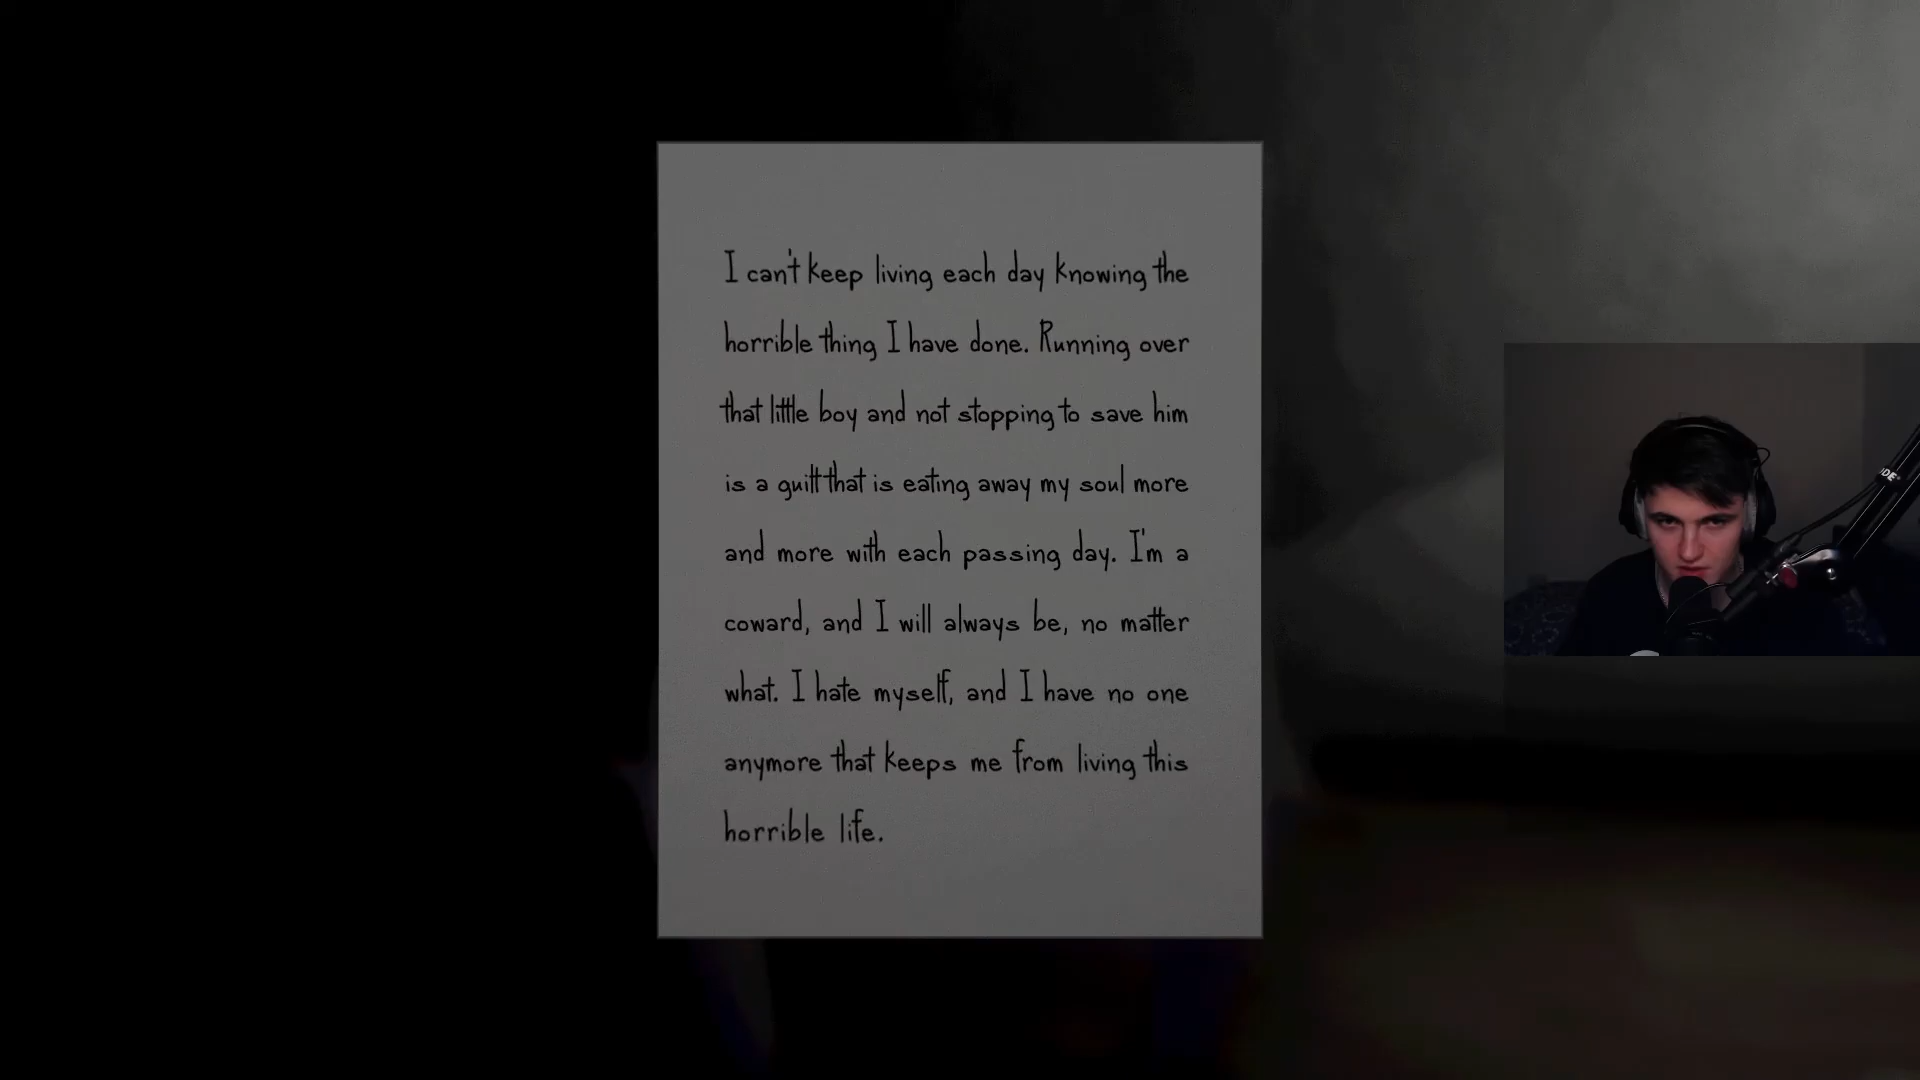 I can't keep living each day knowing the
horrible thing I have done. Running over
that little boy and not stopping to save him
is a guilt that is eating away my soul more
and more with each passing day. I'm a
coward, and I will always be, no matter
what. I hate myself, and I have no one
anymore that keeps me from living this
horrible life.